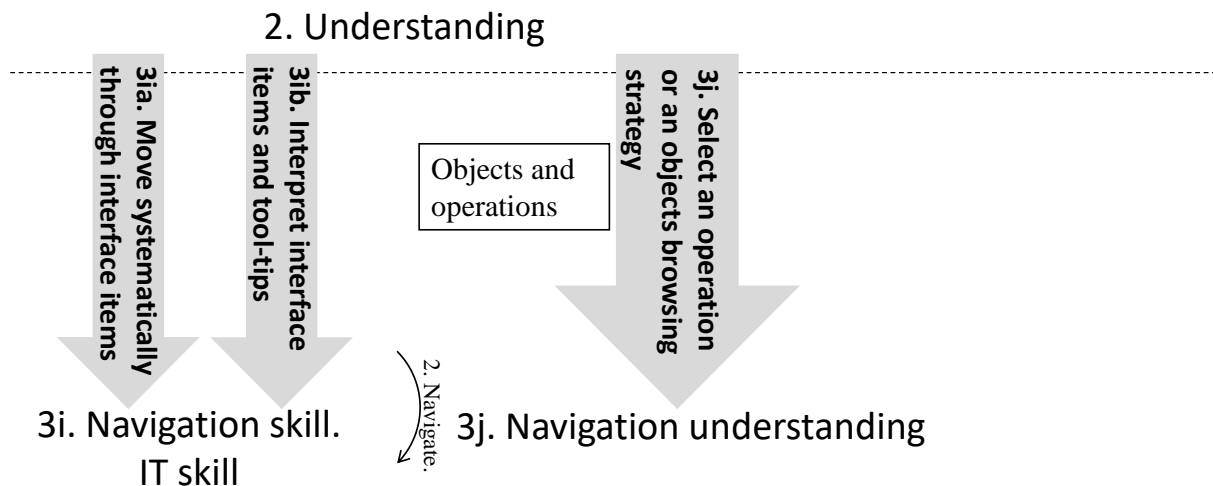 2. Understanding
3ia. Move systematically
through interface items
3ib. Interpret interface
items and tool-tips
Objects and
operations
3j. Select an operation
or an objects browsing
strategy
2. Navigate.
3i. Navigation skill.
IT skill
3j. Navigation understanding